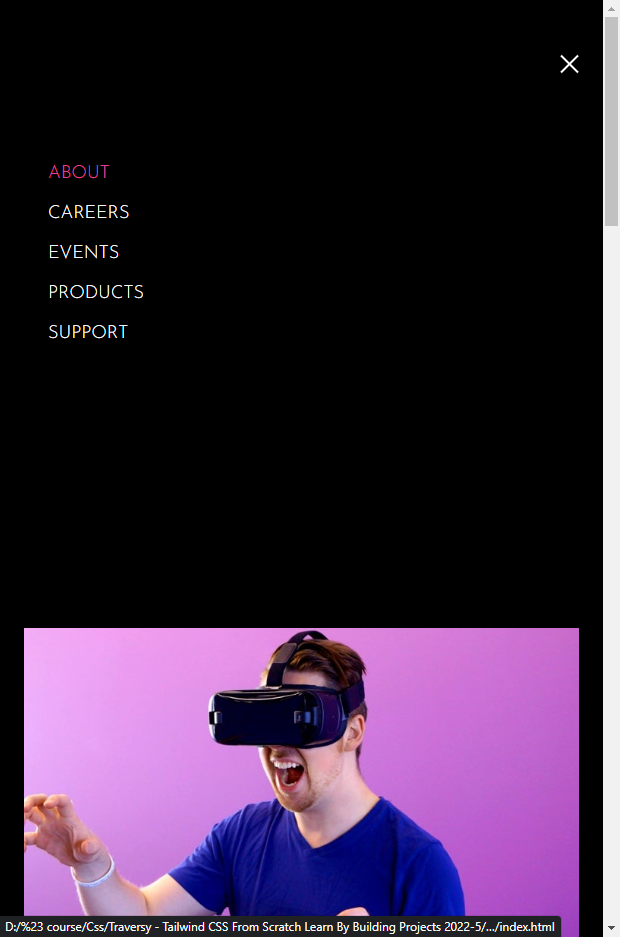 ABOUT
CAREERS
EVENTS
PRODUCTS
SUPPORT
D:/%23 course/Css/Traversy - Tailwind CSS From Scratch Learn By Building Projects 2022-5/.../index.html